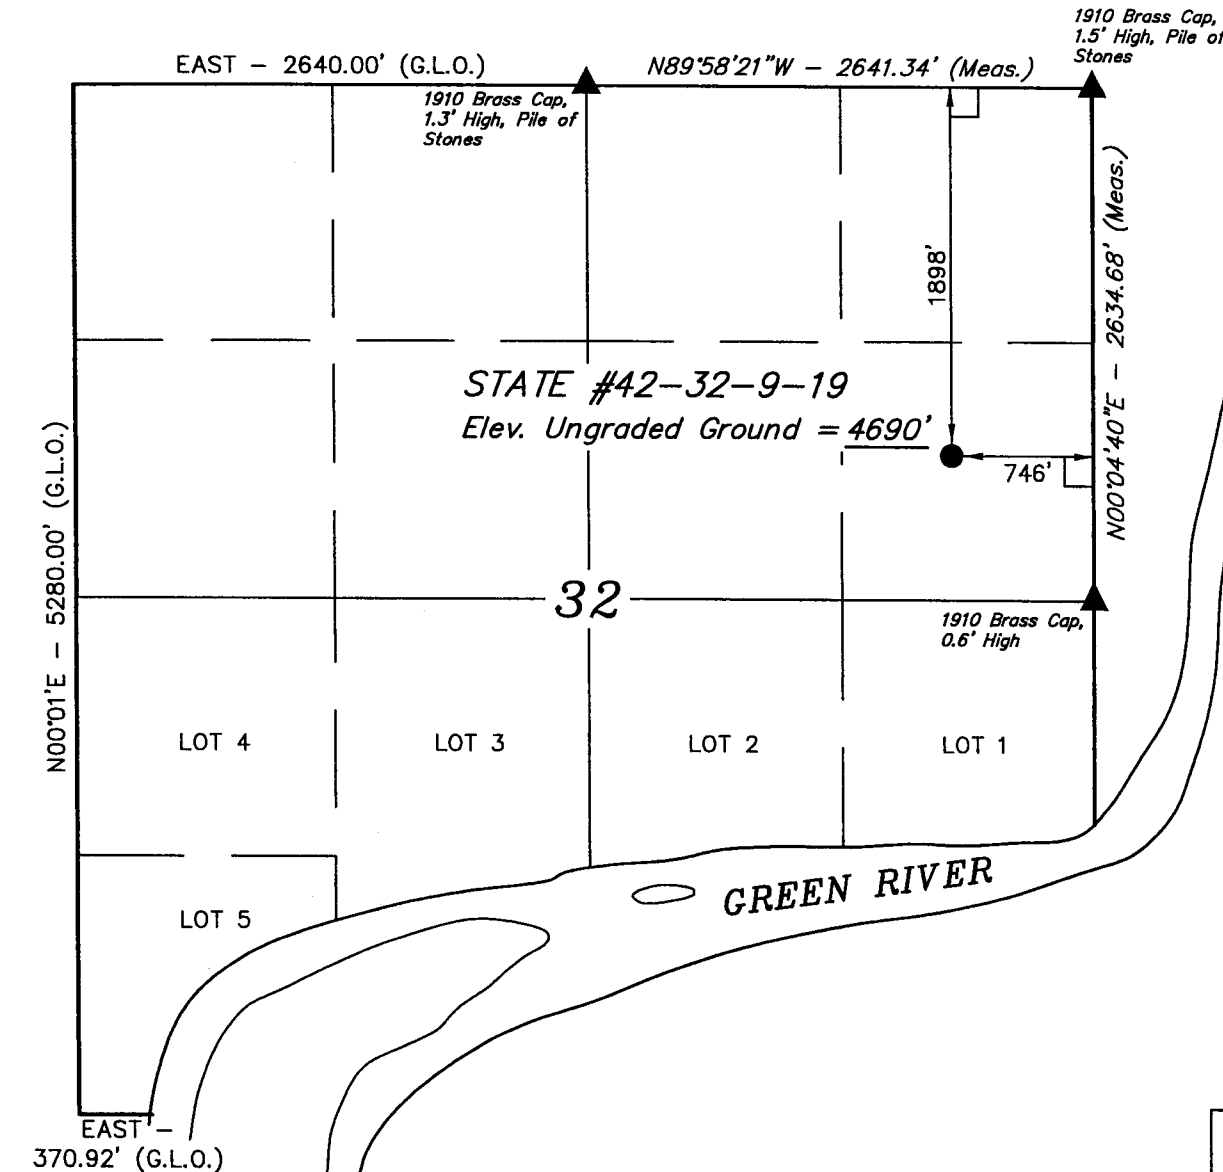 1910 Brass Cap,
1.5' High, Pile of
Stones
EAST - 2640.00' (G.L.O.)
N89°58'21"W - 2641.34' (Meas.)
1910 Brass Cap,
1.3' High, Pile of
Stones
1898'
N00°04'40"E - 2634.68' (Meas.)
STATE #42-32-9-19
Elev. Ungraded Ground = 4690'
746'
N00°01'E - 5280.00' (G.L.O.)
32
1910 Brass Cap,
0.6' High
LOT 4
LOT 3
LOT 2
LOT 1
GREEN RIVER
LOT 5
EAST -
370.92' (G.L.O.)